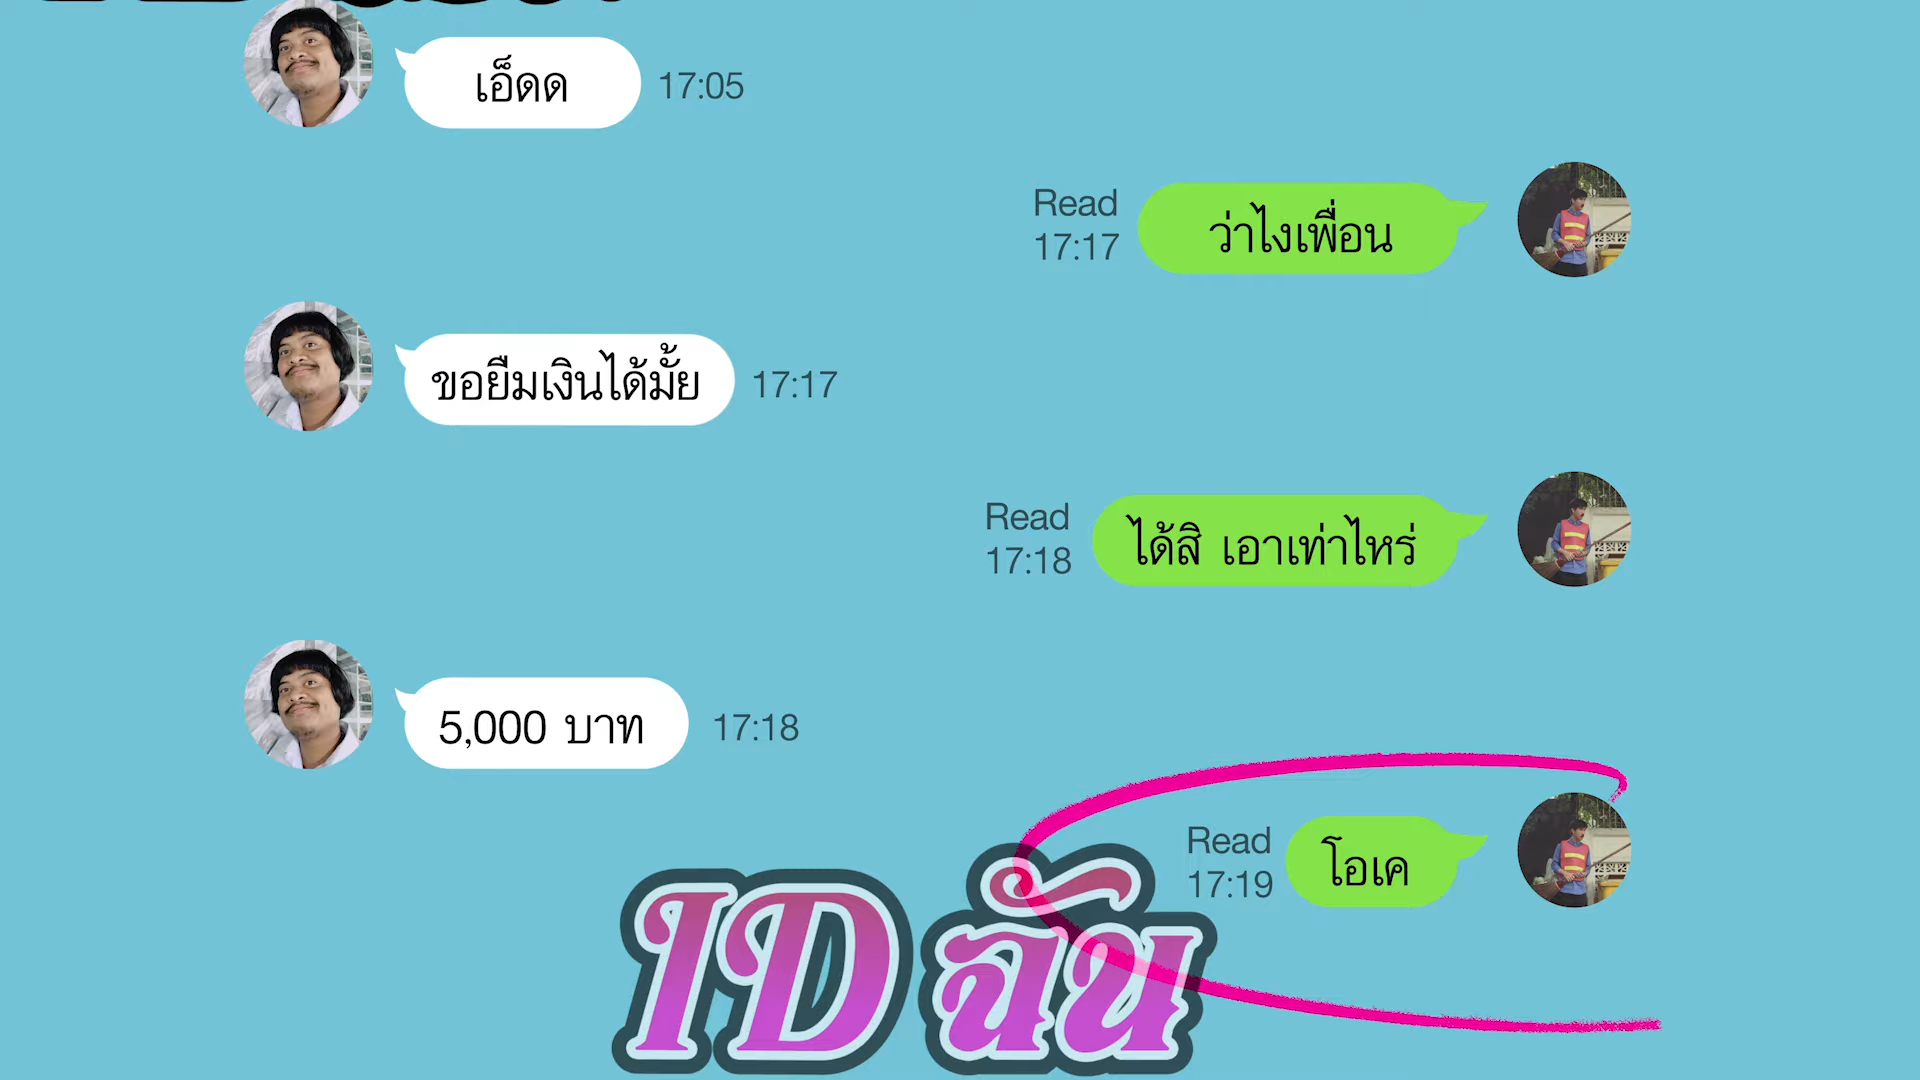 เอ็ดด 17:05
Read
17:17
ว่าไงเพื่อน
ขอยืมเงินได้มั้ย 17:17
Read
17:18
ได้สิ เอาเท่าไหร่
5,000 บาท 17:18
Read
17:19
โอเค
ID ฉัน